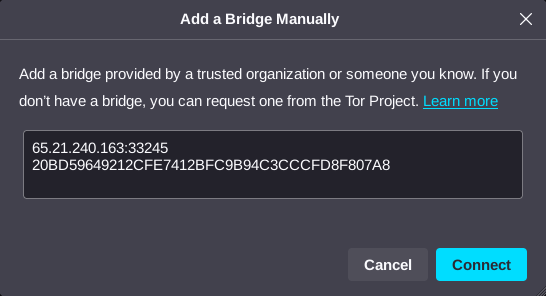 Add a Bridge Manually
Add a bridge provided by a trusted organization or someone you know. If you
don't have a bridge, you can request one from the Tor Project. Learn more
65.21.240.163:33245
20BD59649212CFE7412BFC9B94C3CCCFD8F807A8
Cancel
Connect